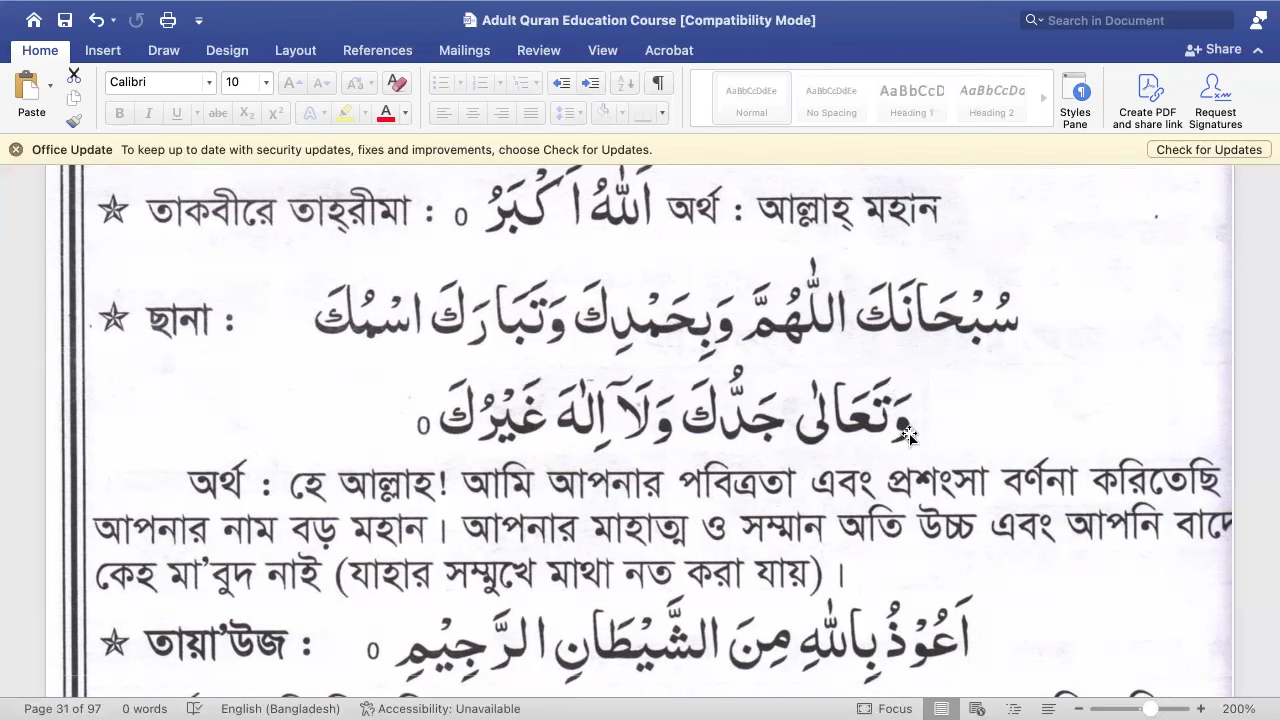 Adult Quran Education Course [Compatibility Mode]
Search in Document
Home Insert Draw Design Layout References Mailings Review View Acrobat Share
Calibri 10
Paste
AaBbCcDdEe AaBbCcDdEe AaBbCcD AaBbCcDc
Normal No Spacing Heading 1 Heading 2
Styles Pane
Create PDF and share link
Request Signatures
Office Update To keep up to date with security updates, fixes and improvements, choose Check for Updates. Check for Updates
☆ তাকবীরে তাহ্‌রীমা : اَللّٰهُ اَكْبَرُ ০ অর্থ : আল্লাহ্ মহান
☆ ছানা : سُبْحَانَكَ اللّٰهُمَّ وَبِحَمْدِكَ وَتَبَارَكَ اسْمُكَ
وَتَعَالٰى جَدُّكَ وَلَآ اِلٰهَ غَيْرُكَ ০
অর্থ : হে আল্লাহ! আমি আপনার পবিত্রতা এবং প্রশংসা বর্ণনা করিতেছি
আপনার নাম বড় মহান। আপনার মাহাত্ম ও সম্মান অতি উচ্চ এবং আপনি
কেহ মা'বুদ নাই (যাহার সম্মুখে মাথা নত করা যায়)।
☆ তায়া'উজ : اَعُوْذُ بِاللّٰهِ مِنَ الشَّيْطَانِ الرَّجِيْمِ ০
Page 31 of 97 0 words English (Bangladesh) Accessibility: Unavailable Focus 200%